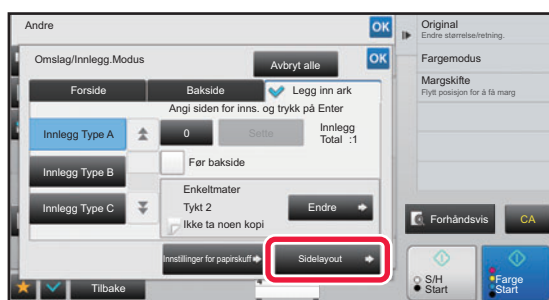 Andre
OK
Omslag/Innlegg.Modus
Avbryt alle
OK
Forside
Bakside
Legg inn ark
Angi siden for inns. og trykk på Enter
Innlegg Type A
0
Sette
Innlegg
Total :1
Før bakside
Innlegg Type B
Enkeltmater
Tykt 2
Endre
Innlegg Type C
Ikke ta noen kopi
Innstillinger for papirskuff
Sidelayout
Tilbake
Original
Endre størrelse/retning.
Fargemodus
Margskifte
Flytt posisjon for å få marg
Forhåndsvis
CA
S/H
Start
Farge
Start